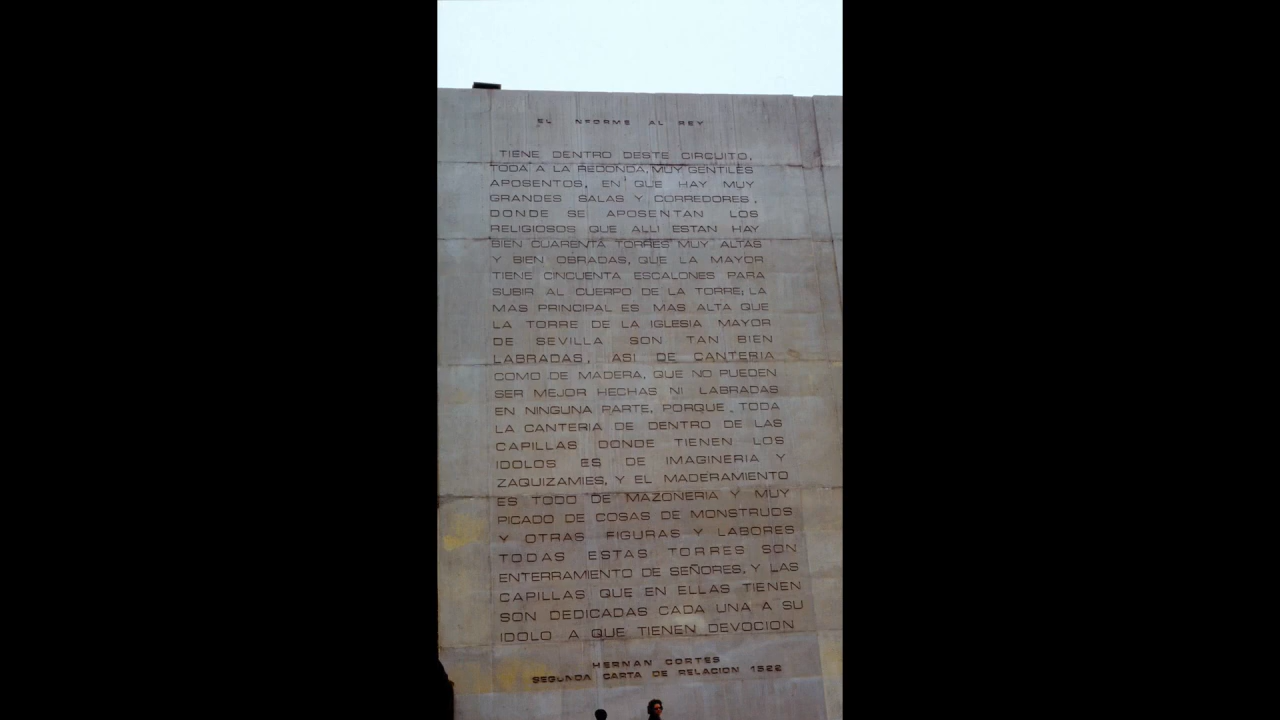 EL NFORME AL REY
TIENE DENTRO DESTE CIRCUITO,
TODA A LA REDONDA, MUY GENTILES
APOSENTOS, EN QUE HAY MUY
GRANDES SALAS Y CORREDORES,
DONDE SE APOSENTAN LOS
RELIGIOSOS QUE ALLI ESTAN HAY
BIEN CUARENTA TORRES MUY ALTAS
Y BIEN OBRADAS, QUE LA MAYOR
TIENE CINCUENTA ESCALONES PARA
SUBIR AL CUERPO DE LA TORRE; LA
MAS PRINCIPAL ES MAS ALTA QUE
LA TORRE DE LA IGLESIA MAYOR
DE SEVILLA SON TAN BIEN
LABRADAS, ASI DE CANTERIA
COMO DE MADERA, QUE NO PUEDEN
SER MEJOR HECHAS NI LABRADAS
EN NINGUNA PARTE, PORQUE TODA
LA CANTERIA DE DENTRO DE LAS
CAPILLAS DONDE TIENEN LOS
IDOLOS ES DE IMAGINERIA Y
ZAQUIZAMIES, Y EL MADERAMIENTO
ES TODO DE MAZONERIA Y MUY
PICADO DE COSAS DE MONSTRUOS
Y OTRAS FIGURAS Y LABORES
TODAS ESTAS TORRES SON
ENTERRAMIENTO DE SEÑORES, Y LAS
CAPILLAS QUE EN ELLAS TIENEN
SON DEDICADAS CADA UNA A SU
IDOLO A QUE TIENEN DEVOCION
HERNAN CORTES
SEGUNDA CARTA DE RELACION 1522